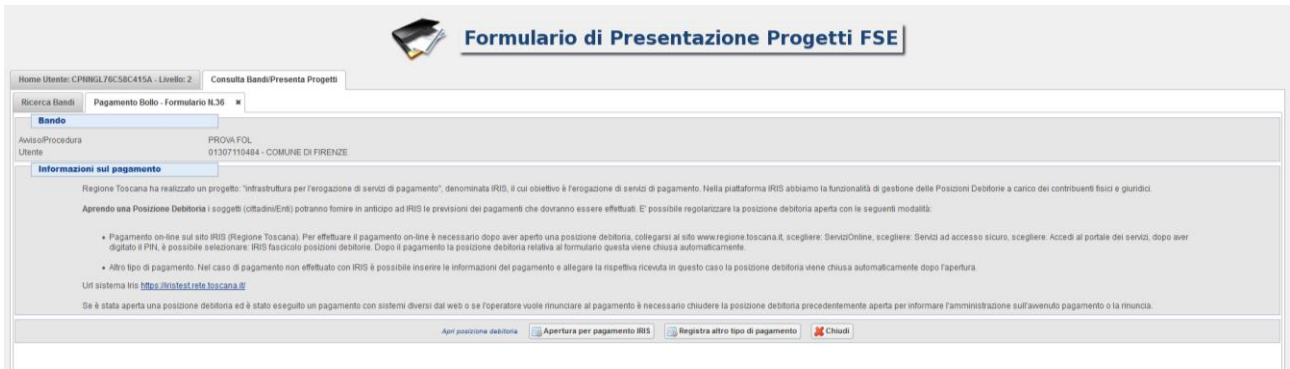 Formulario di Presentazione Progetti FSE
Home Utente: CPNNGL76C58C415A - Livello: 2 Consulta Bandi/Presenta Progetti
Ricerca Bandi Pagamento Bollo - Formulario N.36
Bando
Avviso/Procedura PROVA FOL
Utente 01307110484 - COMUNE DI FIRENZE
Informazioni sul pagamento
Regione Toscana ha realizzato un progetto: "infrastruttura per l'erogazione di servizi di pagamento", denominata IRIS, il cui obiettivo è l'erogazione di servizi di pagamento. Nella piattaforma IRIS abbiamo la funzionalità di gestione delle Posizioni Debitorie a carico dei contribuenti fisici e giuridici.
Aprendo una Posizione Debitoria i soggetti (cittadini/Enti) potranno fornire in anticipo ad IRIS le previsioni dei pagamenti che dovranno essere effettuati. E' possibile regolarizzare la posizione debitoria aperta con le seguenti modalità:
• Pagamento on-line sul sito IRIS (Regione Toscana). Per effettuare il pagamento on-line è necessario dopo aver aperto una posizione debitoria, collegarsi al sito www.regione.toscana.it, scegliere: ServiziOnline, scegliere: Servizi ad accesso sicuro, scegliere: Accedi al portale dei servizi, dopo aver
digitato il PIN, è possibile selezionare: IRIS fascicolo posizioni debitorie. Dopo il pagamento la posizione debitoria relativa al formulario questa viene chiusa automaticamente.
• Altro tipo di pagamento. Nel caso di pagamento non effettuato con IRIS è possibile inserire le informazioni del pagamento e allegare la rispettiva ricevuta in questo caso la posizione debitoria viene chiusa automaticamente dopo l'apertura.
Url sistema Iris https://iristest.rete.toscana.it/
Se è stata aperta una posizione debitoria ed è stato eseguito un pagamento con sistemi diversi dal web o se l'operatore vuole rinunciare al pagamento è necessario chiudere la posizione debitoria precedentemente aperta per informare l'amministrazione sull'avvenuto pagamento o la rinuncia.
Apri posizione debitoria Apertura per pagamento IRIS Registra altro tipo di pagamento Chiudi